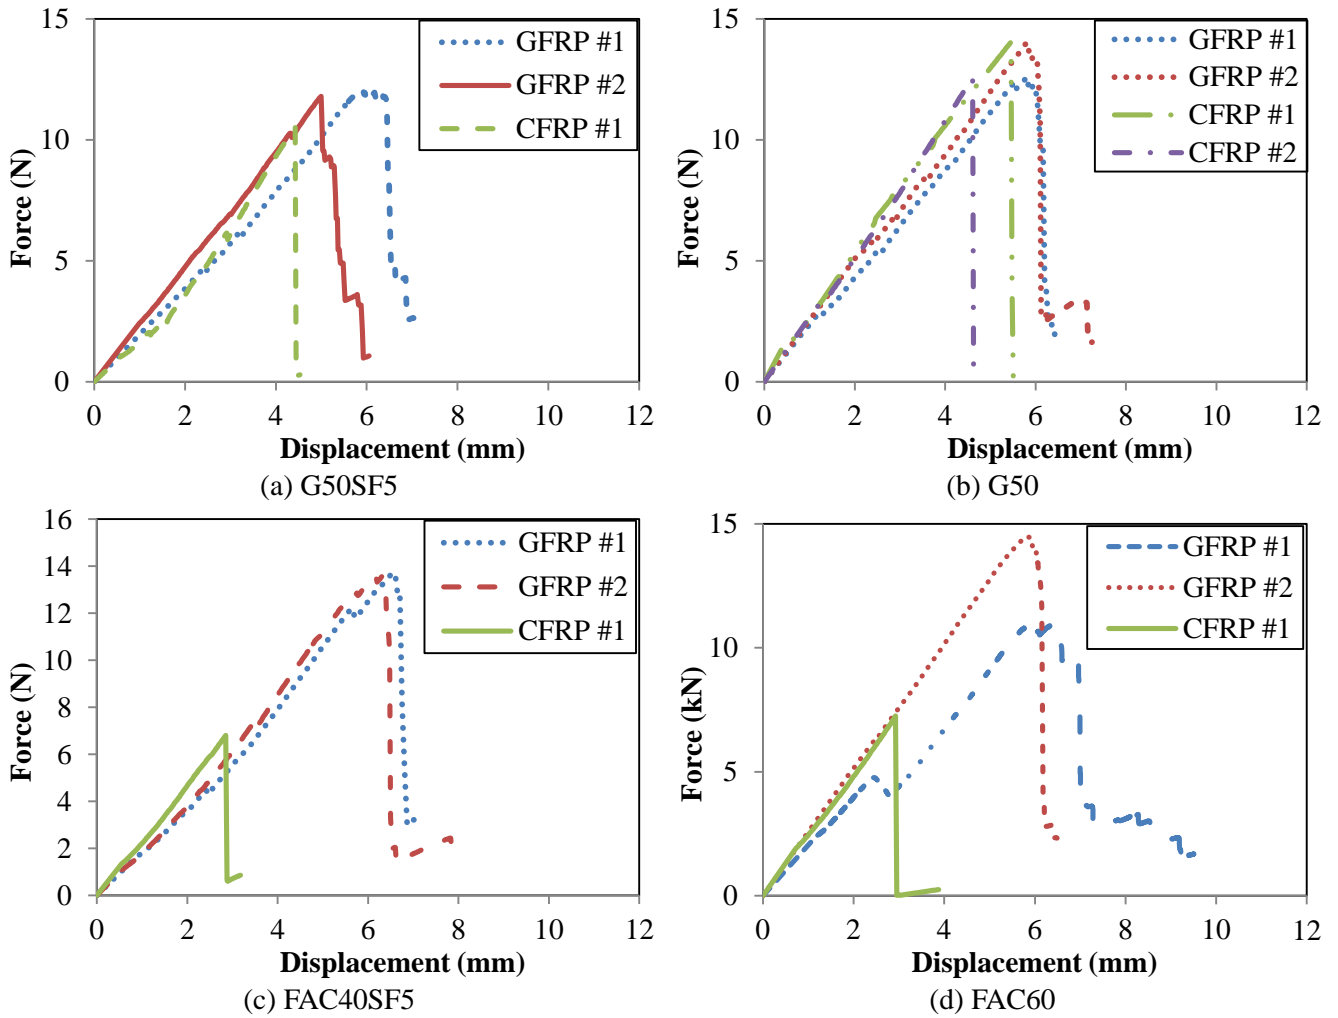 15
10
5
0
Force (N)
GFRP #1
GFRP #2
CFRP #1
0 2 4 6 8 10 12
Displacement (mm)
(a) G50SF5
15
10
5
0
Force (N)
GFRP #1
GFRP #2
CFRP #1
CFRP #2
0 2 4 6 8 10 12
Displacement (mm)
(b) G50
16
14
12
10
8
6
4
2
0
Force (N)
GFRP #1
GFRP #2
CFRP #1
0 2 4 6 8 10 12
Displacement (mm)
(c) FAC40SF5
15
10
5
0
Force (kN)
GFRP #1
GFRP #2
CFRP #1
0 2 4 6 8 10 12
Displacement (mm)
(d) FAC60